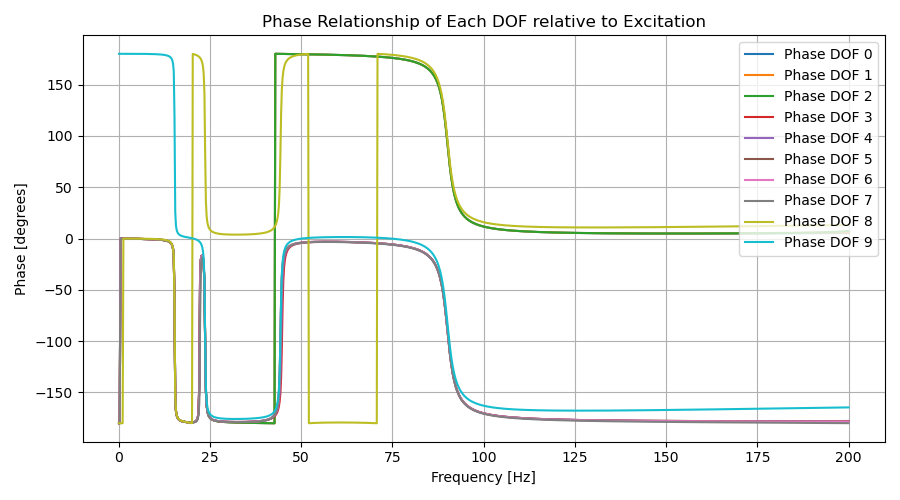 Phase Relationship of Each DOF relative to Excitation
Phase [degrees]
150
100
50
0
−50
−100
−150
Phase DOF 0
Phase DOF 1
Phase DOF 2
Phase DOF 3
Phase DOF 4
Phase DOF 5
Phase DOF 6
Phase DOF 7
Phase DOF 8
Phase DOF 9
0 25 50 75 100 125 150 175 200
Frequency [Hz]